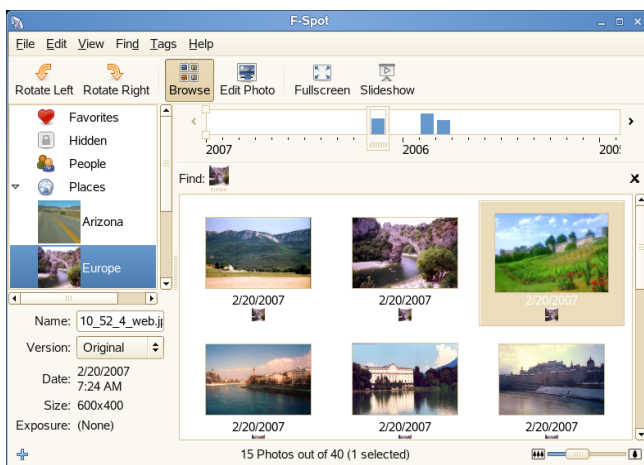 F-Spot
File Edit View Find Tags Help
Rotate Left Rotate Right Browse Edit Photo Fullscreen Slideshow
Favorites
Hidden
People
Places
Arizona
Europe
2007 2006 200
Find:
2/20/2007 2/20/2007 2/20/2007
2/20/2007 2/20/2007 2/20/2007
Name: 10_52_4_web.j
Version: Original
Date: 2/20/2007
7:24 AM
Size: 600x400
Exposure: (None)
15 Photos out of 40 (1 selected)